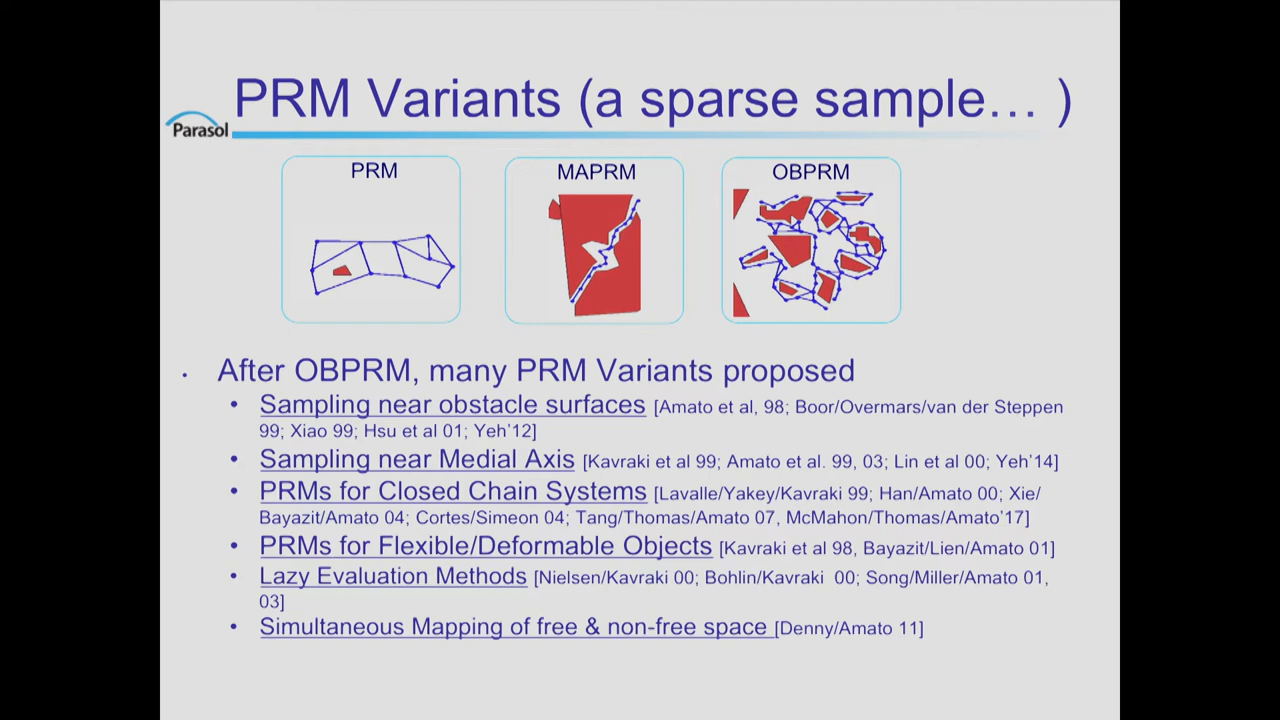 PRM Variants (a sparse sample… )
Parasol
PRM
MAPRM
OBPRM
• After OBPRM, many PRM Variants proposed
• Sampling near obstacle surfaces [Amato et al, 98; Boor/Overmars/van der Steppen
99; Xiao 99; Hsu et al 01; Yeh'12]
• Sampling near Medial Axis [Kavraki et al 99; Amato et al. 99, 03; Lin et al 00; Yeh'14]
• PRMs for Closed Chain Systems [Lavalle/Yakey/Kavraki 99; Han/Amato 00; Xie/
Bayazit/Amato 04; Cortes/Simeon 04; Tang/Thomas/Amato 07, McMahon/Thomas/Amato'17]
• PRMs for Flexible/Deformable Objects [Kavraki et al 98, Bayazit/Lien/Amato 01]
• Lazy Evaluation Methods [Nielsen/Kavraki 00; Bohlin/Kavraki 00; Song/Miller/Amato 01,
03]
• Simultaneous Mapping of free & non-free space [Denny/Amato 11]